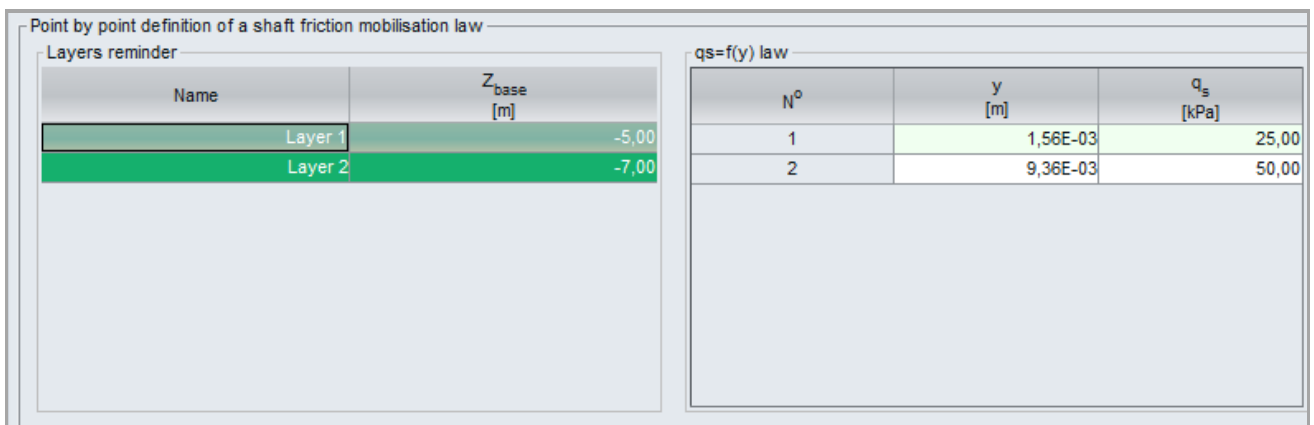 Point by point definition of a shaft friction mobilisation law
Layers reminder
Name Zbase [m]
Layer 1 -5,00
Layer 2 -7,00
qs=f(y) law
N° y [m] qs [kPa]
1 1,56E-03 25,00
2 9,36E-03 50,00